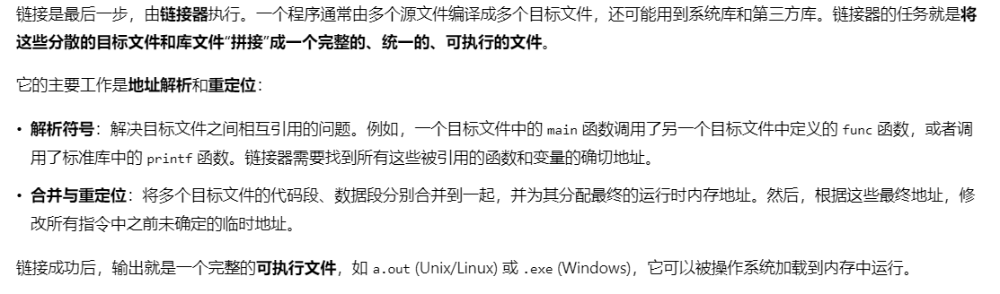 链接是最后一步，由链接器执行。一个程序通常由多个源文件编译成多个目标文件，还可能用到系统库和第三方库。链接器的任务就是将
这些分散的目标文件和库文件“拼接”成一个完整的、统一的、可执行的文件。
它的主要工作是地址解析和重定位：
• 解析符号：解决目标文件之间相互引用的问题。例如，一个目标文件中的 main 函数调用了另一个目标文件中定义的 func 函数，或者调
用了标准库中的 printf 函数。链接器需要找到所有这些被引用的函数和变量的确切地址。
• 合并与重定位：将多个目标文件的代码段、数据段分别合并到一起，并为其分配最终的运行时内存地址。然后，根据这些最终地址，修
改所有指令中之前未确定的临时地址。
链接成功后，输出就是一个完整的可执行文件，如 a.out (Unix/Linux) 或 .exe (Windows)，它可以被操作系统加载到内存中运行。